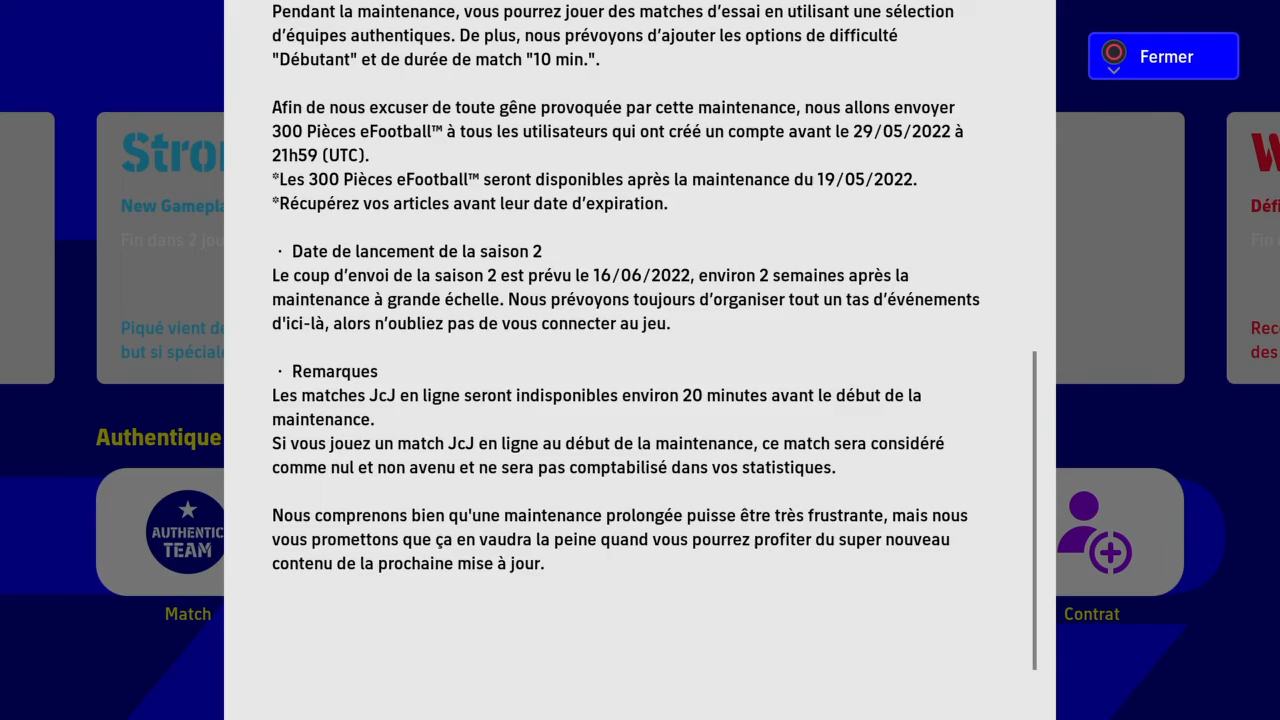 Pendant la maintenance, vous pourrez jouer des matches d’essai en utilisant une sélection
d’équipes authentiques. De plus, nous prévoyons d’ajouter les options de difficulté
"Débutant" et de durée de match "10 min.".
Fermer
Afin de nous excuser de toute gêne provoquée par cette maintenance, nous allons envoyer
300 Pièces eFootball™ à tous les utilisateurs qui ont créé un compte avant le 29/05/2022 à
21h59 (UTC).
*Les 300 Pièces eFootball™ seront disponibles après la maintenance du 19/05/2022.
*Récupérez vos articles avant leur date d’expiration.
· Date de lancement de la saison 2
Le coup d’envoi de la saison 2 est prévu le 16/06/2022, environ 2 semaines après la
maintenance à grande échelle. Nous prévoyons toujours d’organiser tout un tas d’événements
d'ici-là, alors n’oubliez pas de vous connecter au jeu.
· Remarques
Les matches JcJ en ligne seront indisponibles environ 20 minutes avant le début de la
maintenance.
Si vous jouez un match JcJ en ligne au début de la maintenance, ce match sera considéré
comme nul et non avenu et ne sera pas comptabilisé dans vos statistiques.
Nous comprenons bien qu'une maintenance prolongée puisse être très frustrante, mais nous
vous promettons que ça en vaudra la peine quand vous pourrez profiter du super nouveau
contenu de la prochaine mise à jour.
Stron
New Gamepla
Fin dans 2 jou
Piqué vient de
but si spéciale
W
Défi
Fin
Rec
des
Authentique
AUTHENTIC
TEAM
Match
Contrat